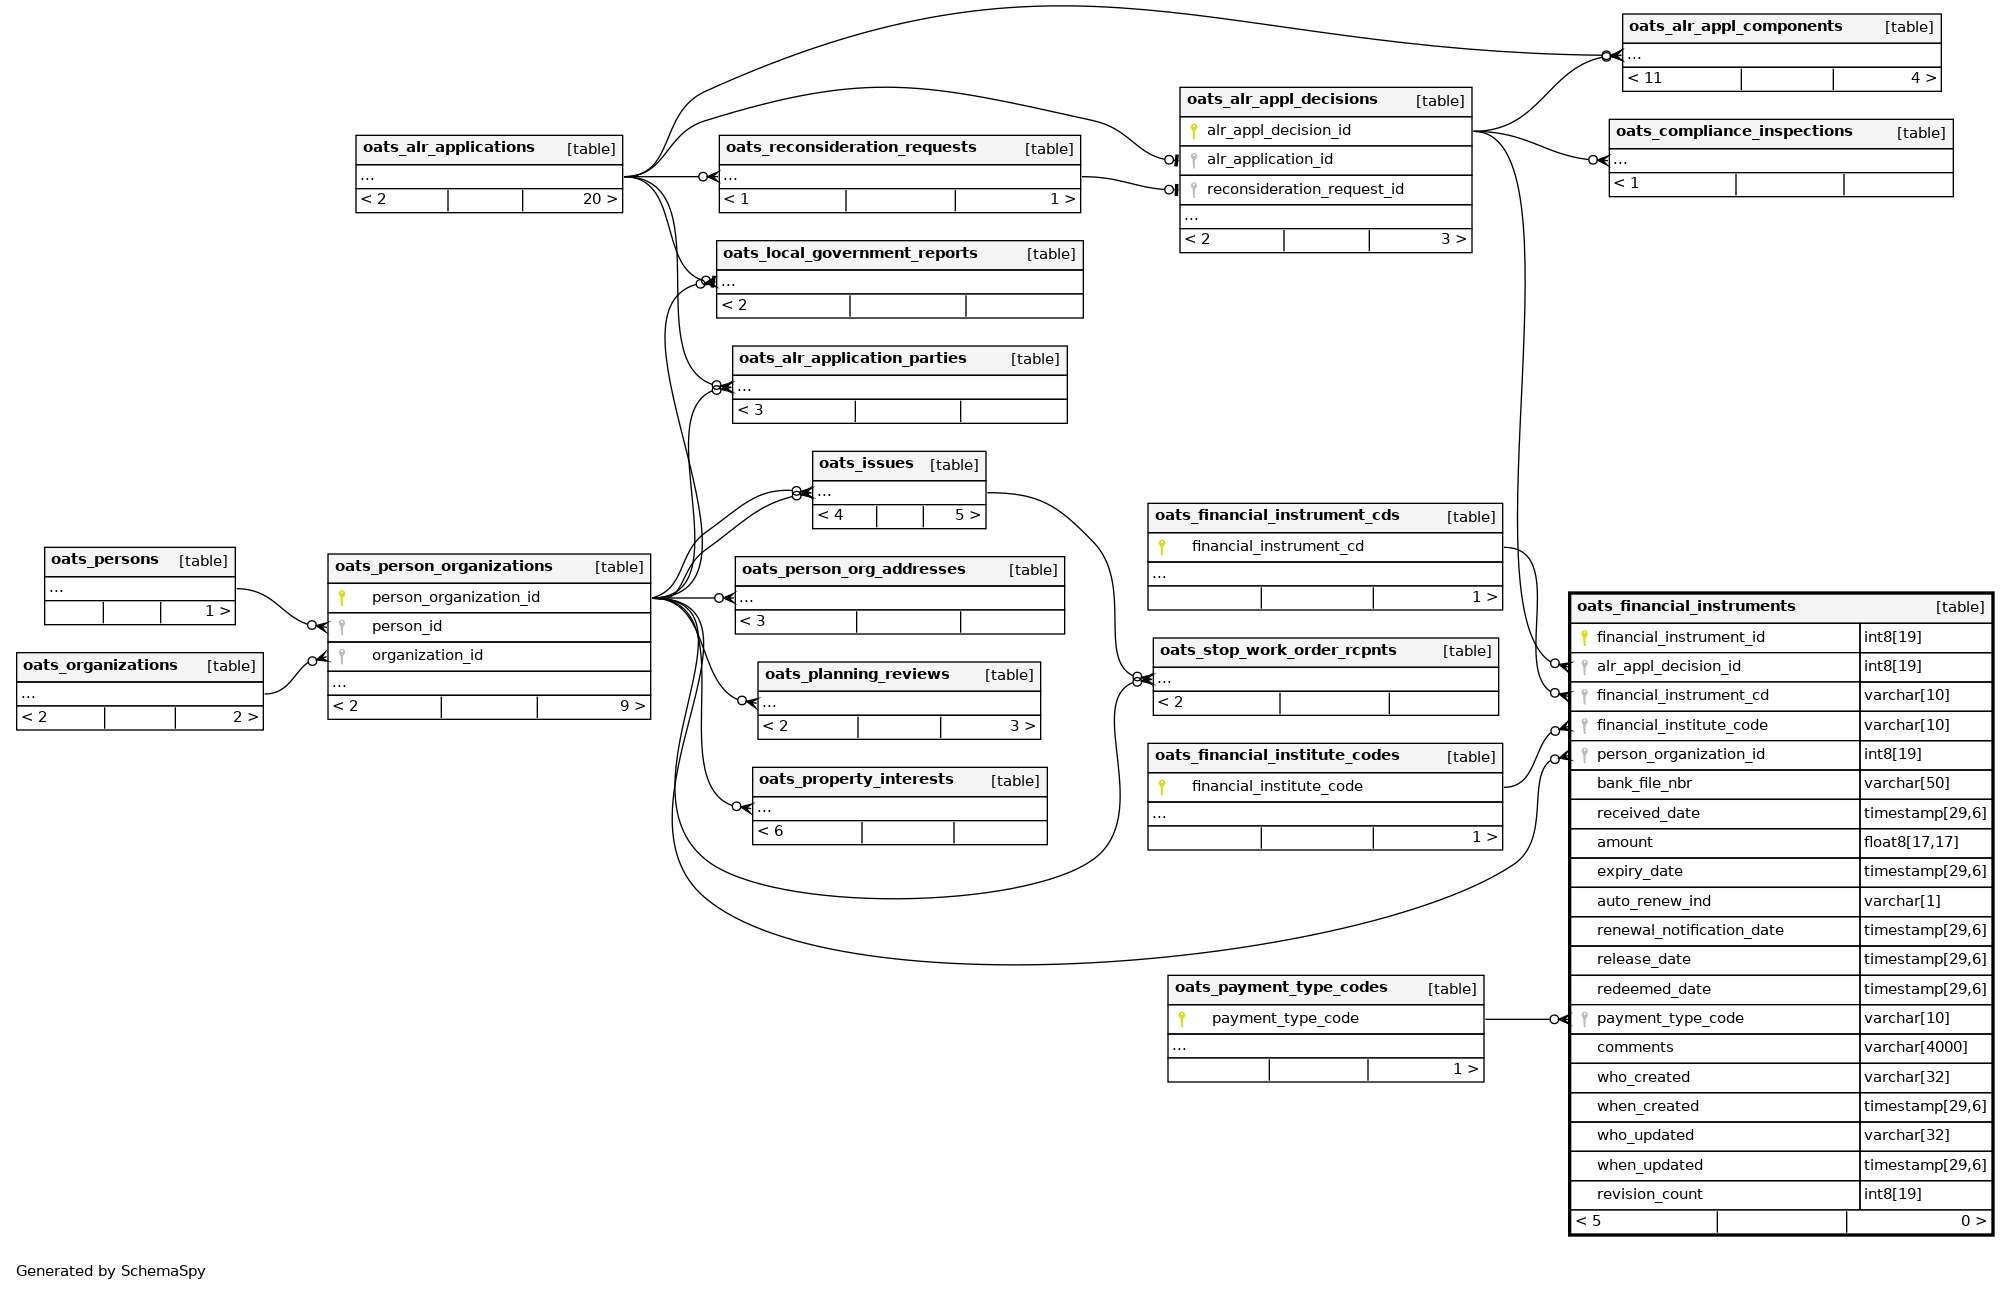 oats_alr_appl_components [table]
...
< 11 4 >
oats_alr_appl_decisions [table]
alr_appl_decision_id
alr_application_id
reconsideration_request_id
...
< 2 3 >
oats_compliance_inspections [table]
...
< 1
oats_alr_applications [table]
...
< 2 20 >
oats_reconsideration_requests [table]
...
< 1 1 >
oats_local_government_reports [table]
...
< 2
oats_alr_application_parties [table]
...
< 3
oats_issues [table]
...
< 4 5 >
oats_financial_instrument_cds [table]
financial_instrument_cd
...
1 >
oats_persons [table]
...
1 >
oats_organizations [table]
...
< 2 2 >
oats_person_organizations [table]
person_organization_id
person_id
organization_id
...
< 2 9 >
oats_person_org_addresses [table]
...
< 3
oats_planning_reviews [table]
...
< 2 3 >
oats_property_interests [table]
...
< 6
oats_stop_work_order_rcpnts [table]
...
< 2
oats_financial_institute_codes [table]
financial_institute_code
...
1 >
oats_payment_type_codes [table]
payment_type_code
...
1 >
oats_financial_instruments [table]
financial_instrument_id int8[19]
alr_appl_decision_id int8[19]
financial_instrument_cd varchar[10]
financial_institute_code varchar[10]
person_organization_id int8[19]
bank_file_nbr varchar[50]
received_date timestamp[29,6]
amount float8[17,17]
expiry_date timestamp[29,6]
auto_renew_ind varchar[1]
renewal_notification_date timestamp[29,6]
release_date timestamp[29,6]
redeemed_date timestamp[29,6]
payment_type_code varchar[10]
comments varchar[4000]
who_created varchar[32]
when_created timestamp[29,6]
who_updated varchar[32]
when_updated timestamp[29,6]
revision_count int8[19]
< 5 0 >
Generated by SchemaSpy